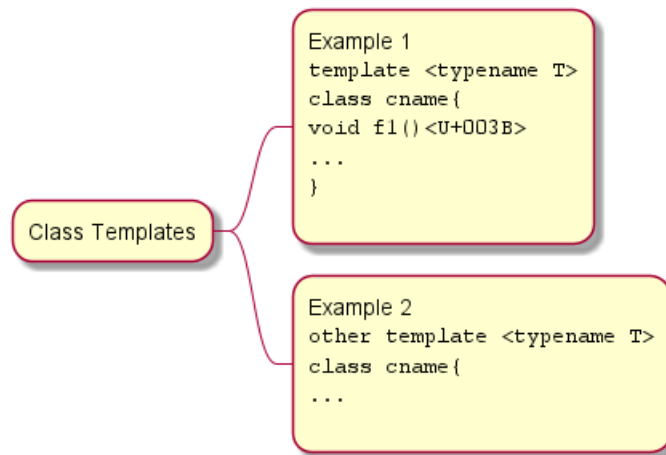 Class Templates
Example 1
template <typename T>
class cname{
void f1()<U+003B>
...
}
Example 2
other template <typename T>
class cname{
...